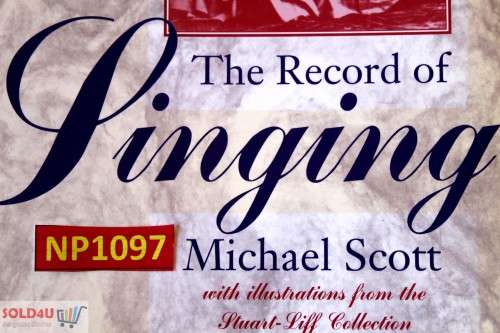 The Record of
Singing
NP1097
Michael Scott
with illustrations from the
Stuart-Liff Collection
SOLD4U